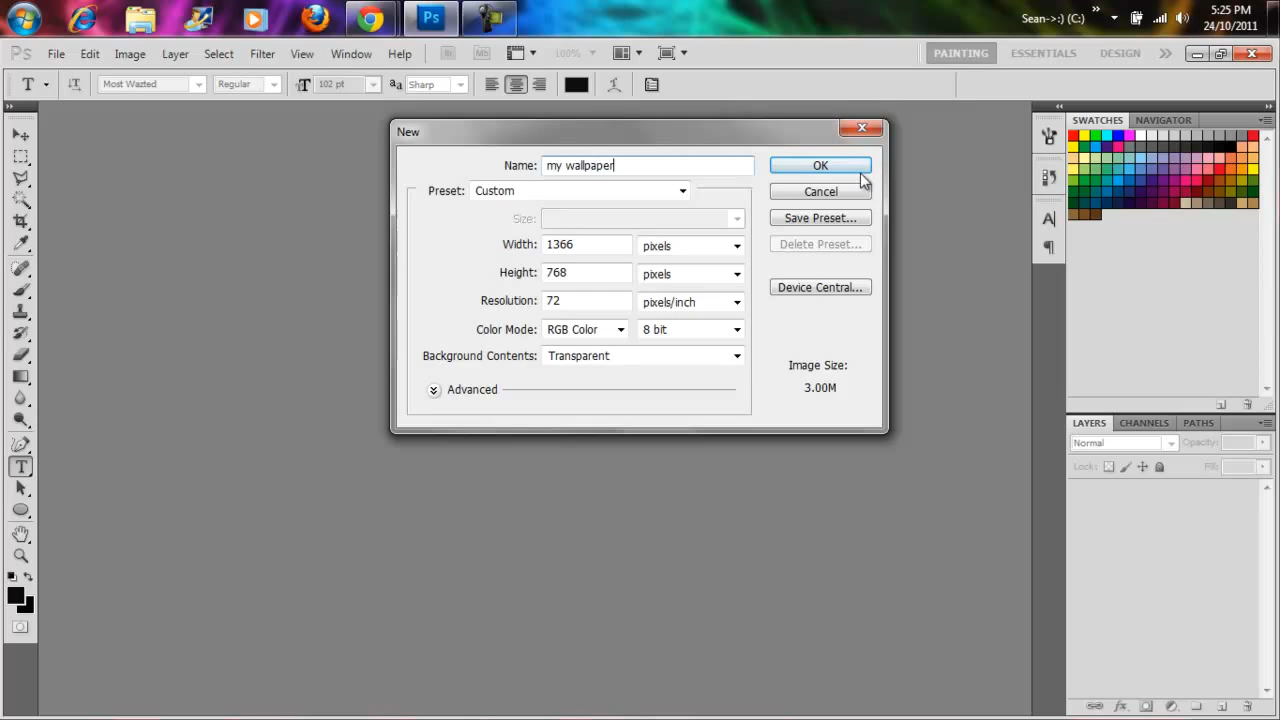 Sean->:) (C:) » 5:25 PM
24/10/2011
Ps File Edit Image Layer Select Filter View Window Help Br Mb 100% PAINTING ESSENTIALS DESIGN
T Most Wasted Regular 102 pt aa Sharp
New
Name: my wallpaper OK
Preset: Custom Cancel
Size: Save Preset...
Width: 1366 pixels Delete Preset...
Height: 768 pixels Device Central...
Resolution: 72 pixels/inch
Color Mode: RGB Color 8 bit
Background Contents: Transparent Image Size:
Advanced 3.00M
SWATCHES NAVIGATOR
LAYERS CHANNELS PATHS
Normal Opacity:
Lock: Fill: